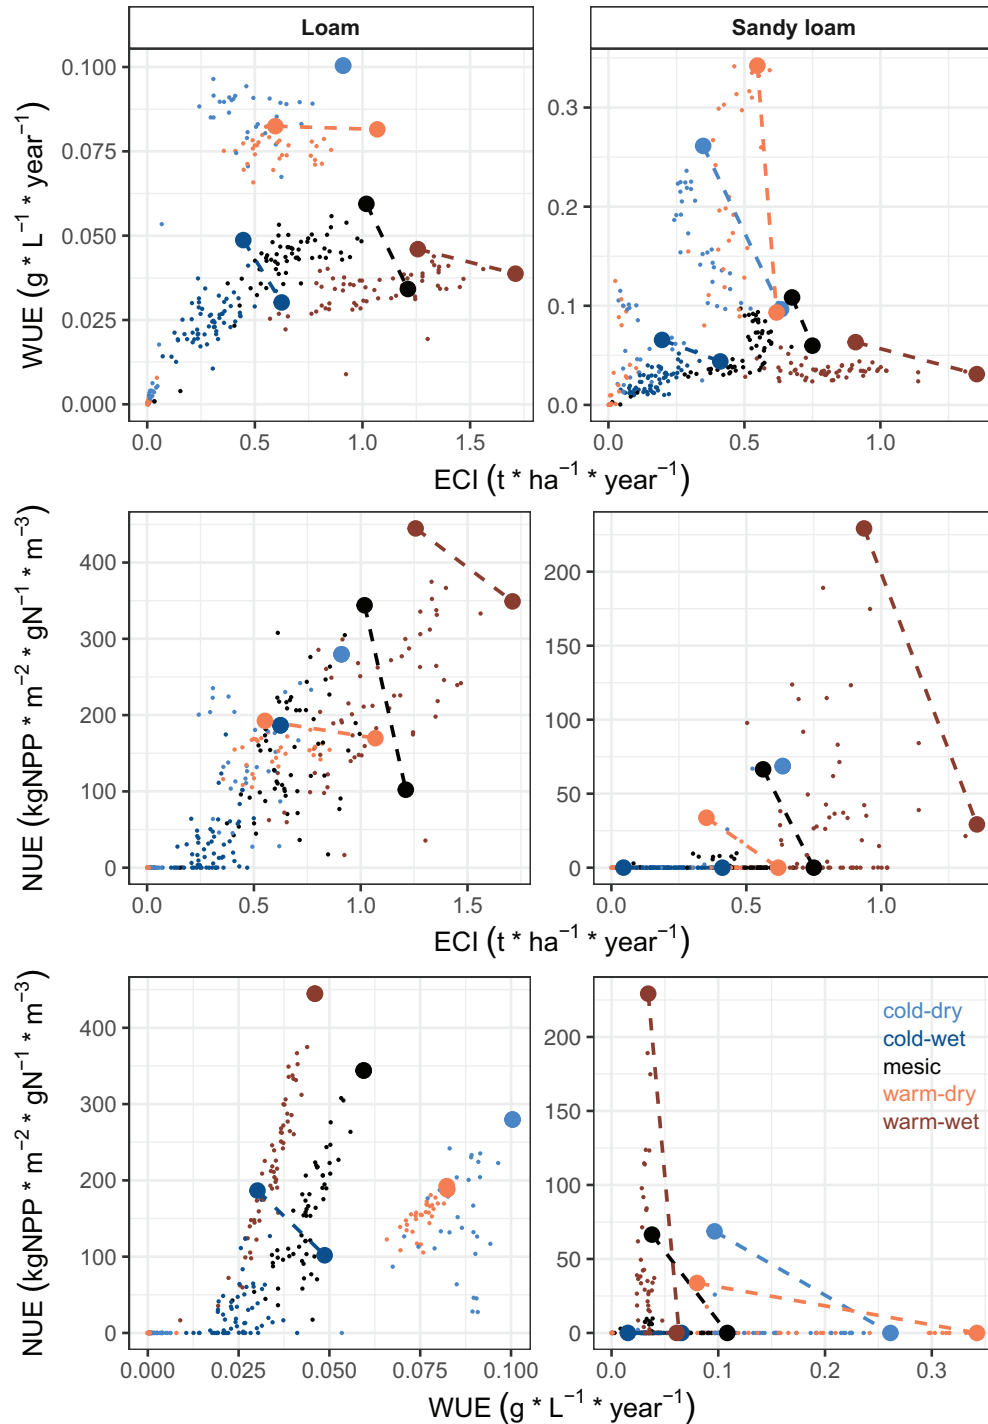 Loam
Sandy loam
WUE (g * L⁻¹ * year⁻¹)
0.100
0.075
0.050
0.025
0.000
0.3
0.2
0.1
0.0
0.0 0.5 1.0 1.5
0.0 0.5 1.0
ECI (t * ha⁻¹ * year⁻¹)
NUE (kgNPP * m⁻² * gN⁻¹ * m⁻³)
400
300
200
100
0
200
150
100
50
0
0.0 0.5 1.0 1.5
0.0 0.5 1.0
ECI (t * ha⁻¹ * year⁻¹)
NUE (kgNPP * m⁻² * gN⁻¹ * m⁻³)
400
300
200
100
0
200
150
100
50
0
cold-dry
cold-wet
mesic
warm-dry
warm-wet
0.000 0.025 0.050 0.075 0.100
0.0 0.1 0.2 0.3
WUE (g * L⁻¹ * year⁻¹)